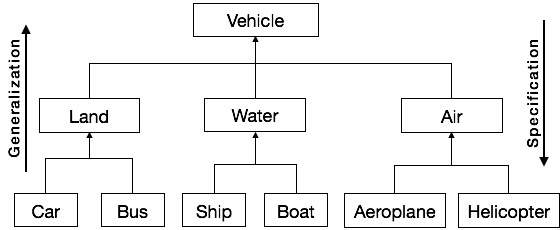 Vehicle
Generalization
Specification
Land
Water
Air
Car
Bus
Ship
Boat
Aeroplane
Helicopter